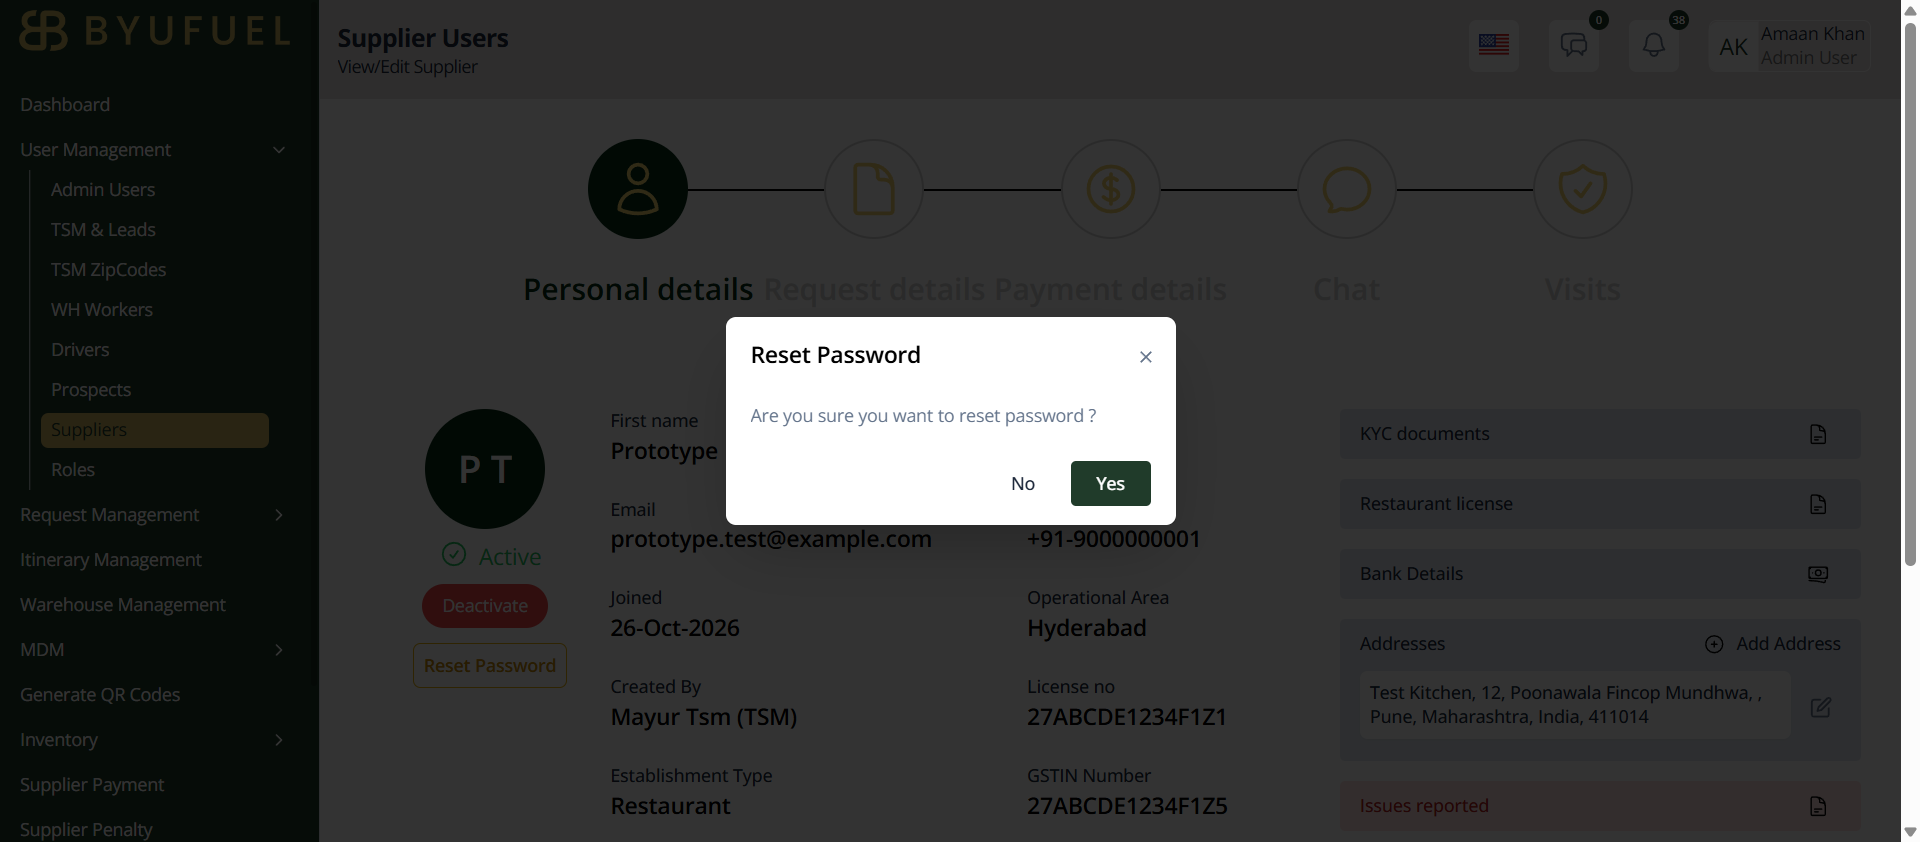 BYUFUEL
Supplier Users
View/Edit Supplier
0
38
AK
Amaan Khan
Admin User
Dashboard
User Management
Admin Users
TSM & Leads
TSM ZipCodes
WH Workers
Drivers
Prospects
Suppliers
Roles
Request Management
Itinerary Management
Warehouse Management
MDM
Generate QR Codes
Inventory
Supplier Payment
Supplier Penalty
Personal details
Request details
Payment details
Chat
Visits
Reset Password
Are you sure you want to reset password ?
No
Yes
P T
Active
Deactivate
Reset Password
First name
Prototype
Email
prototype.test@example.com
+91-9000000001
Joined
26-Oct-2026
Operational Area
Hyderabad
Created By
Mayur Tsm (TSM)
License no
27ABCDE1234F1Z1
Establishment Type
Restaurant
GSTIN Number
27ABCDE1234F1Z5
KYC documents
Restaurant license
Bank Details
Addresses
Add Address
Test Kitchen, 12, Poonawala Fincop Mundhwa, ,
Pune, Maharashtra, India, 411014
Issues reported